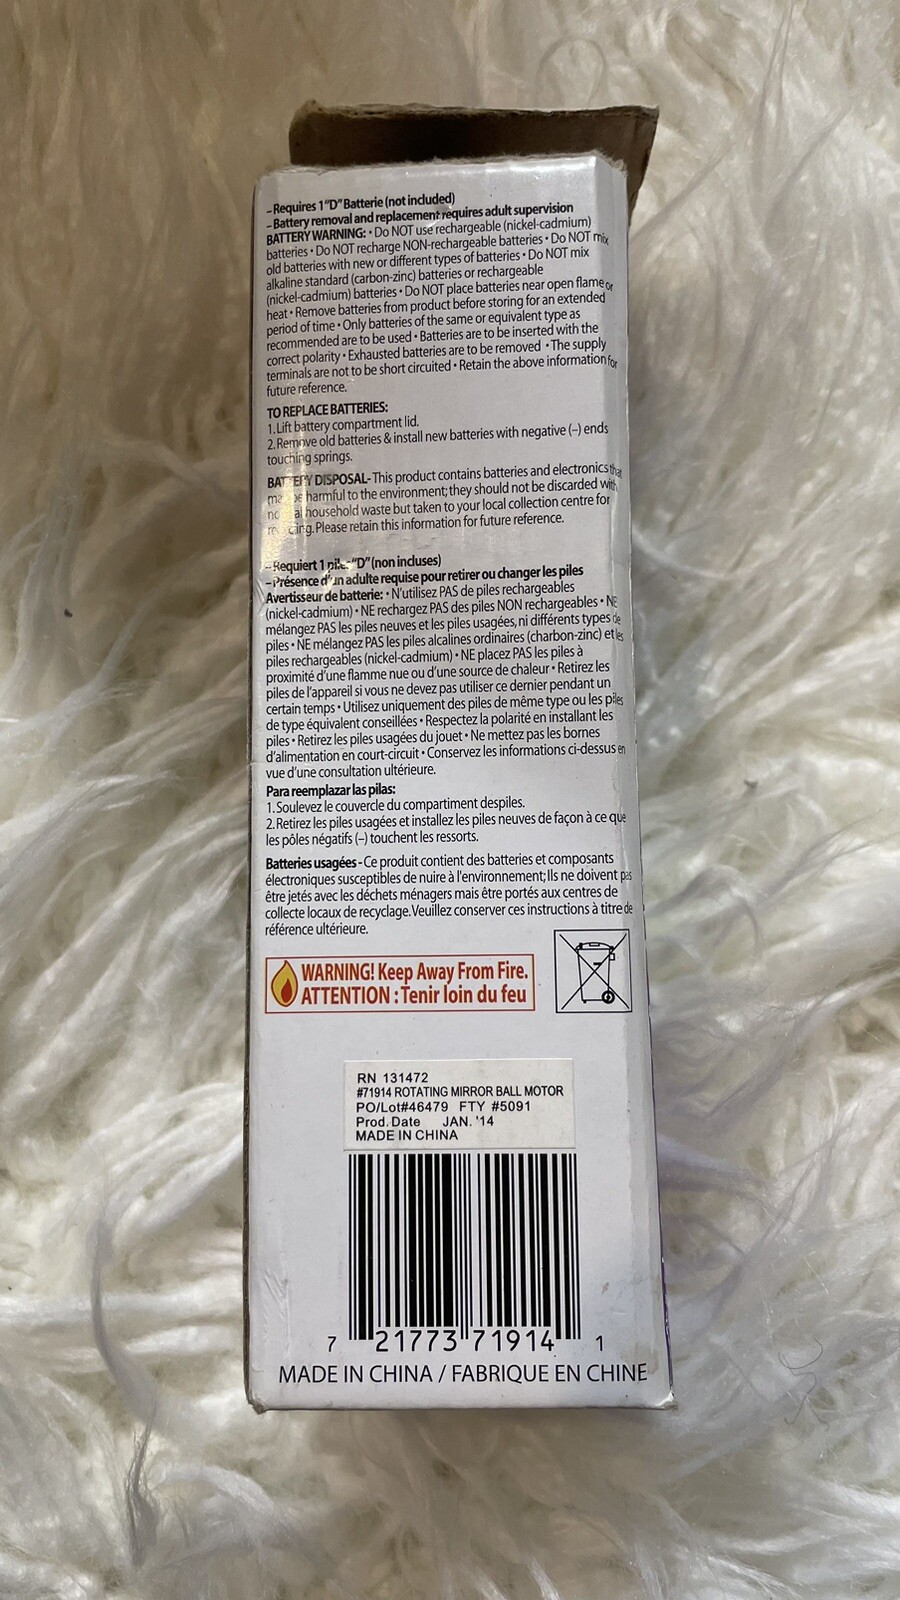 -Requires 1 "D" Batterie (not included)
-Battery removal and replacement requires adult supervision
BATTERY WARNING: • Do NOT use rechargeable (nickel-cadmium)
batteries • Do NOT recharge NON-rechargeable batteries • Do NOT mix
old batteries with new or different types of batteries • Do NOT mix
alkaline standard (carbon-zinc) batteries or rechargeable
(nickel-cadmium) batteries • Do NOT place batteries near open flame or
heat • Remove batteries from product before storing for an extended
period of time • Only batteries of the same or equivalent type as
recommended are to be used • Batteries are to be inserted with the
correct polarity • Exhausted batteries are to be removed • The supply
terminals are not to be short circuited • Retain the above information for
future reference.
TO REPLACE BATTERIES:
1. Lift battery compartment lid.
2. Remove old batteries & install new batteries with negative (–) ends
touching springs.
BATTERY DISPOSAL- This product contains batteries and electronics that
may be harmful to the environment; they should not be discarded with
household waste but taken to your local collection centre for
Please retain this information for future reference.
-Requiert 1 piles "D" (non incluses)
-Présence d'un adulte requise pour retirer ou changer les piles
Avertisseur de batterie: • N'utilisez PAS de piles rechargeables
(nickel-cadmium) • NE rechargez PAS des piles NON rechargeables • NE
mélangez PAS les piles neuves et les piles usagées, ni différents types de
piles • NE mélangez PAS les piles alcalines ordinaires (charbon-zinc) et les
piles rechargeables (nickel-cadmium) • NE placez PAS les piles à
proximité d'une flamme nue ou d'une source de chaleur • Retirez les
piles de l'appareil si vous ne devez pas utiliser ce dernier pendant un
certain temps • Utilisez uniquement des piles de même type ou les piles
de type équivalent conseillées • Respectez la polarité en installant les
piles • Retirez les piles usagées du jouet • Ne mettez pas les bornes
d'alimentation en court-circuit • Conservez les informations ci-dessus en
vue d'une consultation ultérieure.
Para reemplazar las pilas:
1. Soulevez le couvercle du compartiment despiles.
2. Retirez les piles usagées et installez les piles neuves de façon à ce que
les pôles négatifs (–) touchent les ressorts.
Batteries usagées - Ce produit contient des batteries et composants
électroniques susceptibles de nuire à l'environnement; Ils ne doivent pas
être jetés avec les déchets ménagers mais être portés aux centres de
collecte locaux de recyclage. Veuillez conserver ces instructions à titre de
référence ultérieure.
WARNING! Keep Away From Fire.
ATTENTION : Tenir loin du feu
RN 131472
#71914 ROTATING MIRROR BALL MOTOR
PO/Lot#46479 FTY #5091
Prod. Date JAN. '14
MADE IN CHINA
7 21773 71914 1
MADE IN CHINA / FABRIQUE EN CHINE